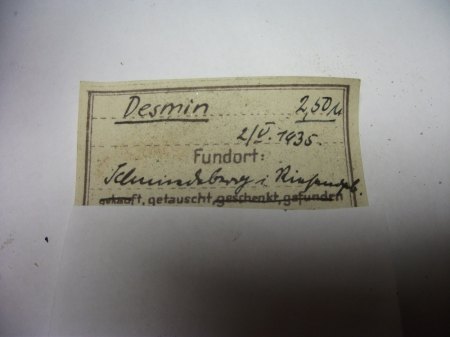 Desmin 2,50 M
2/V. 1935.
Fundort:
Schmiedeberg i. Riesengeb.
gekauft, getauscht, geschenkt, gefunden